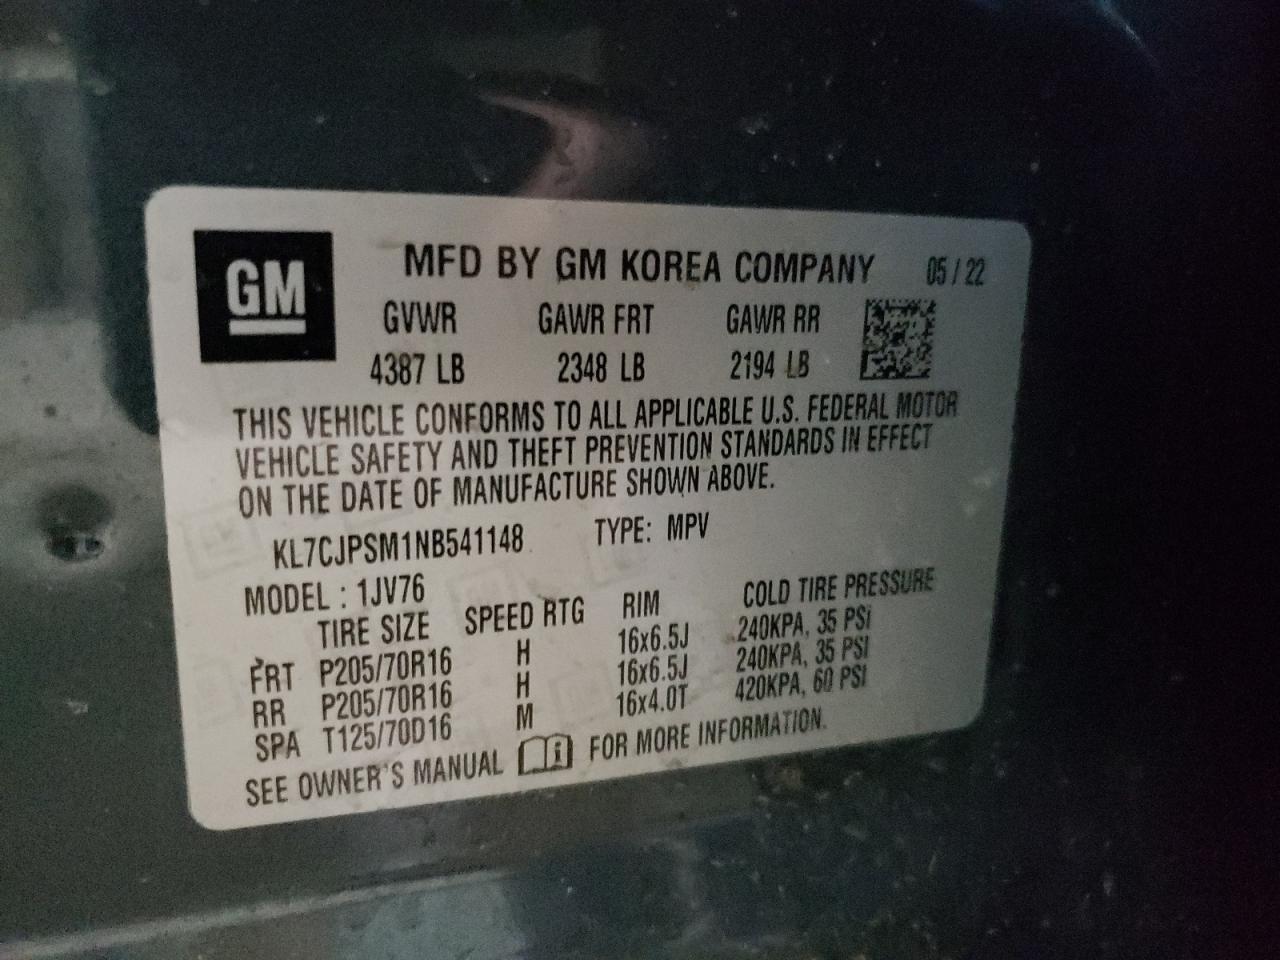 GM
MFD BY GM KOREA COMPANY 05 / 22
GVWR GAWR FRT GAWR RR
4387 LB 2348 LB 2194 LB
THIS VEHICLE CONFORMS TO ALL APPLICABLE U.S. FEDERAL MOTOR
VEHICLE SAFETY AND THEFT PREVENTION STANDARDS IN EFFECT
ON THE DATE OF MANUFACTURE SHOWN ABOVE.
KL7CJPSM1NB541148 TYPE: MPV
MODEL : 1JV76
TIRE SIZE SPEED RTG RIM COLD TIRE PRESSURE
FRT P205/70R16 H 16x6.5J 240KPA, 35 PSI
RR P205/70R16 H 16x6.5J 240KPA, 35 PSI
SPA T125/70D16 M 16x4.0T 420KPA, 60 PSI
SEE OWNER'S MANUAL i FOR MORE INFORMATION.